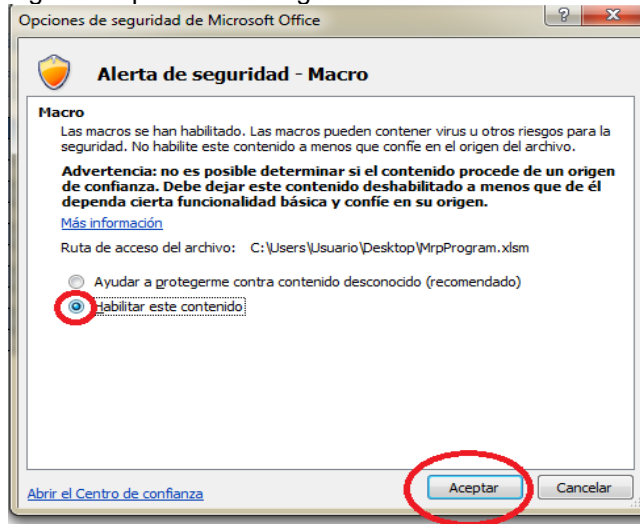 Opciones de seguridad de Microsoft Office
Alerta de seguridad - Macro
Macro
Las macros se han habilitado. Las macros pueden contener virus u otros riesgos para la
seguridad. No habilite este contenido a menos que confíe en el origen del archivo.
Advertencia: no es posible determinar si el contenido procede de un origen
de confianza. Debe dejar este contenido deshabilitado a menos que de él
dependa cierta funcionalidad básica y confíe en su origen.
Más información
Ruta de acceso del archivo: C:\Users\Usuario\Desktop\MrpProgram.xlsm
Ayudar a protegerme contra contenido desconocido (recomendado)
Habilitar este contenido
Abrir el Centro de confianza
Aceptar
Cancelar